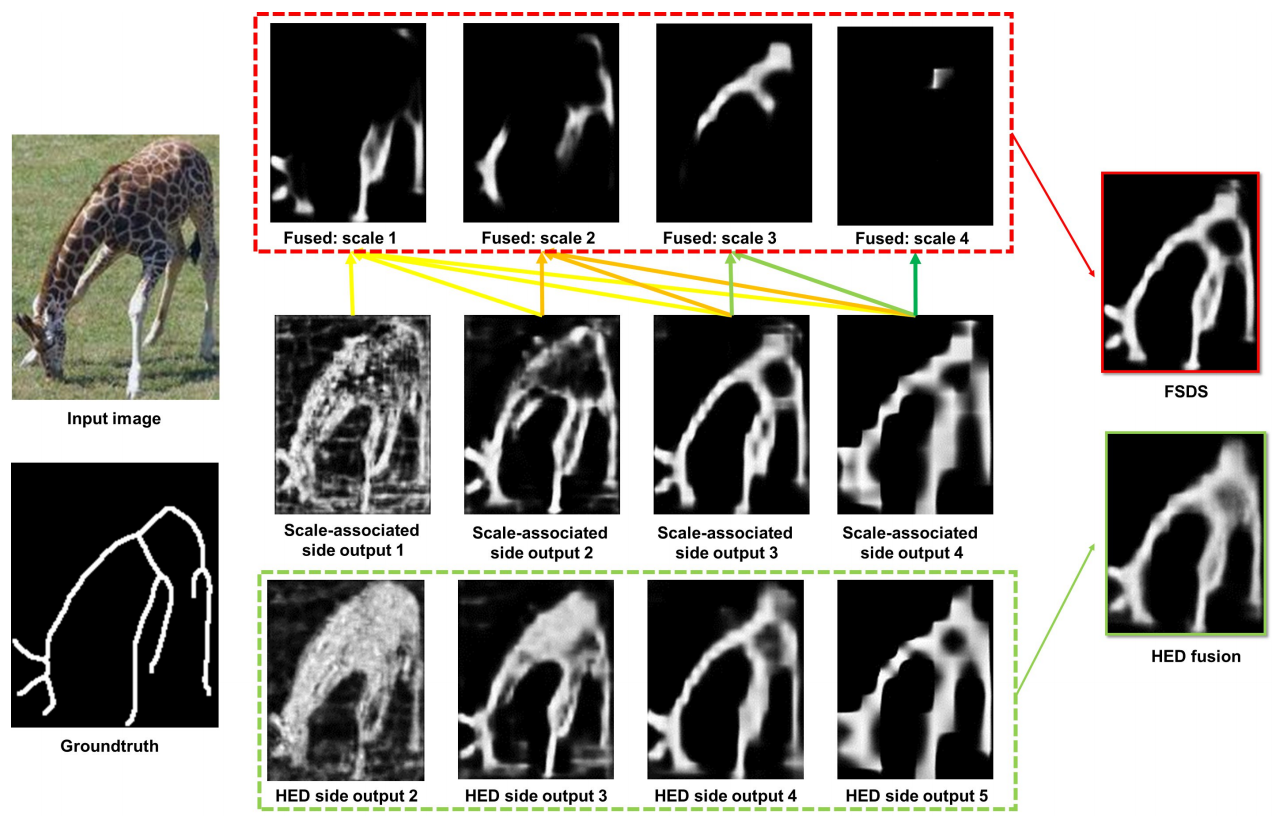 Fused: scale 1
Fused: scale 2
Fused: scale 3
Fused: scale 4
Input image
FSDS
Scale-associated
side output 1
Scale-associated
side output 2
Scale-associated
side output 3
Scale-associated
side output 4
HED fusion
Groundtruth
HED side output 2
HED side output 3
HED side output 4
HED side output 5